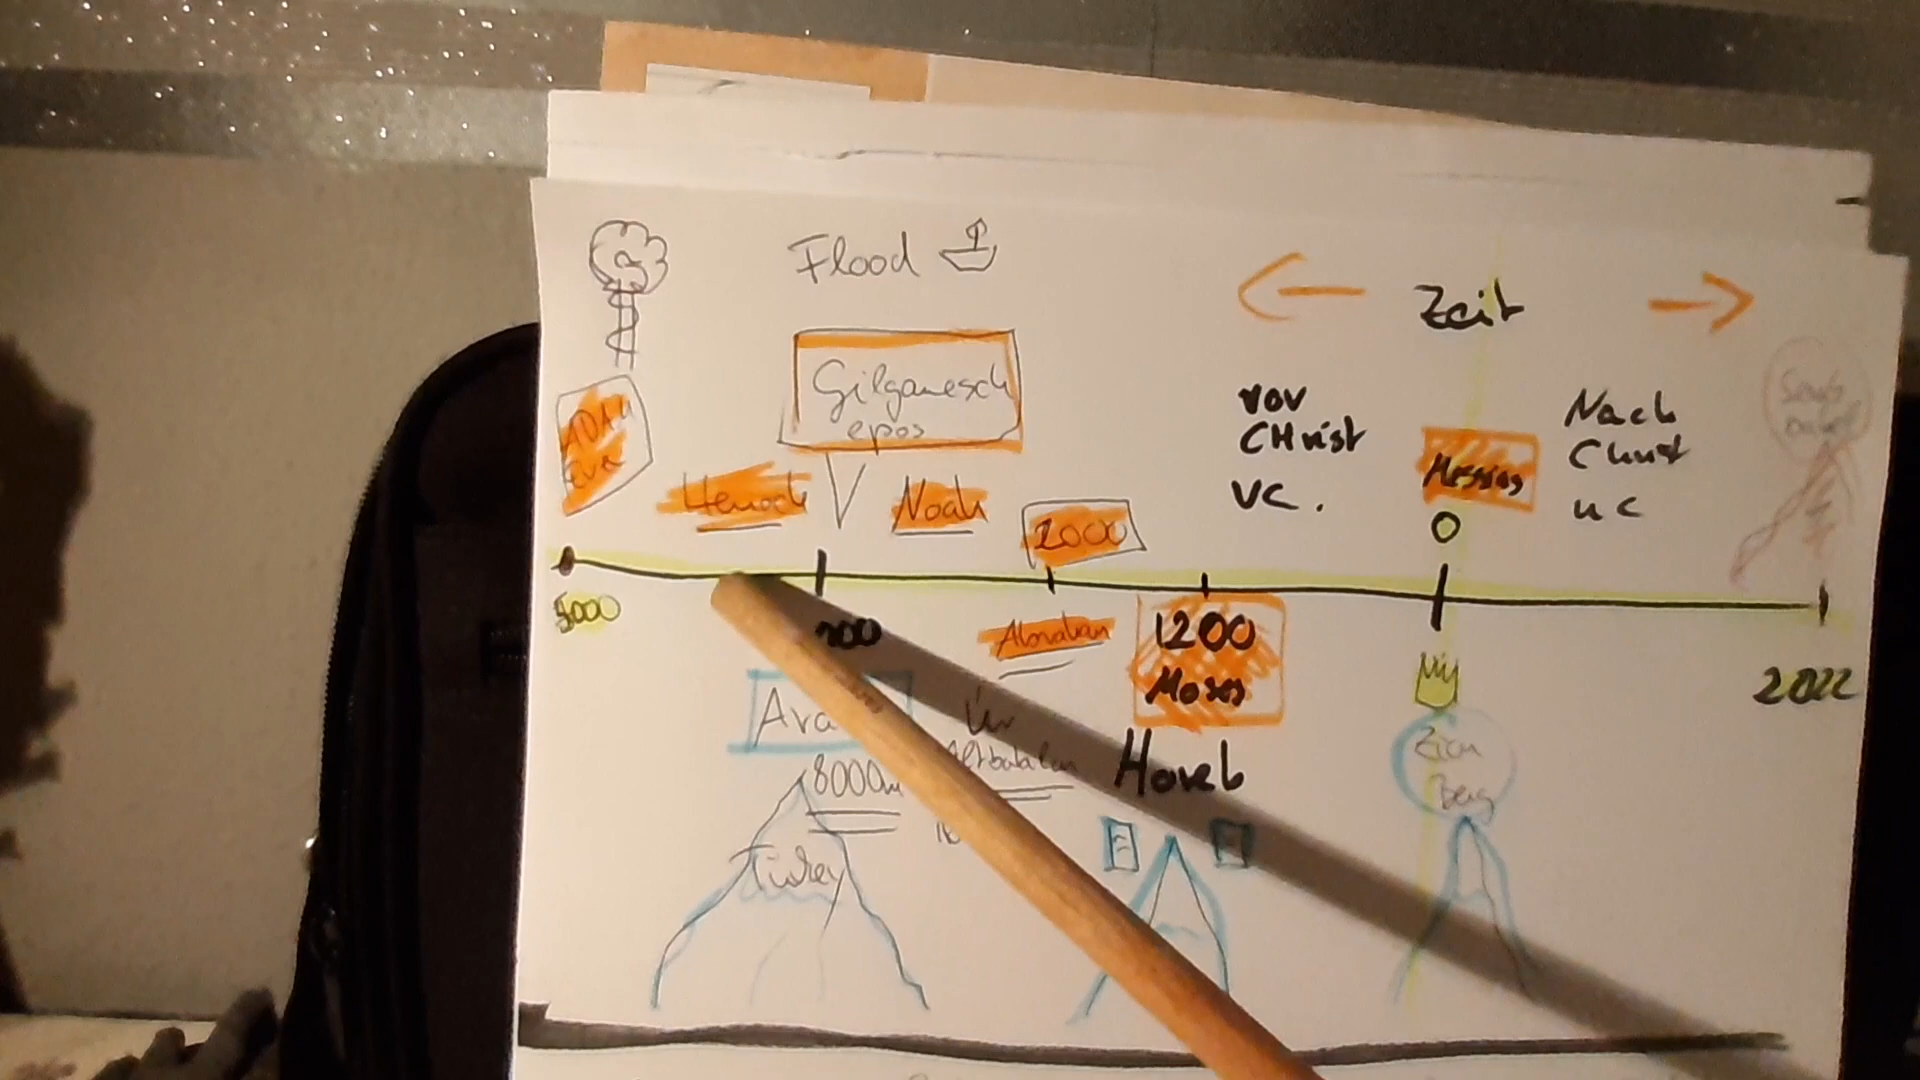 Flood
Zeit
Gilgamesch
epos
ADAM
EVA
Henoch
Noah
2000
vor
CHrist
VC.
Messias
0
Nach
Christ
nc
5000
Abraham
1200
Moses
2022
Ur
8000m
Horeb
Zion
Berg
Türkey